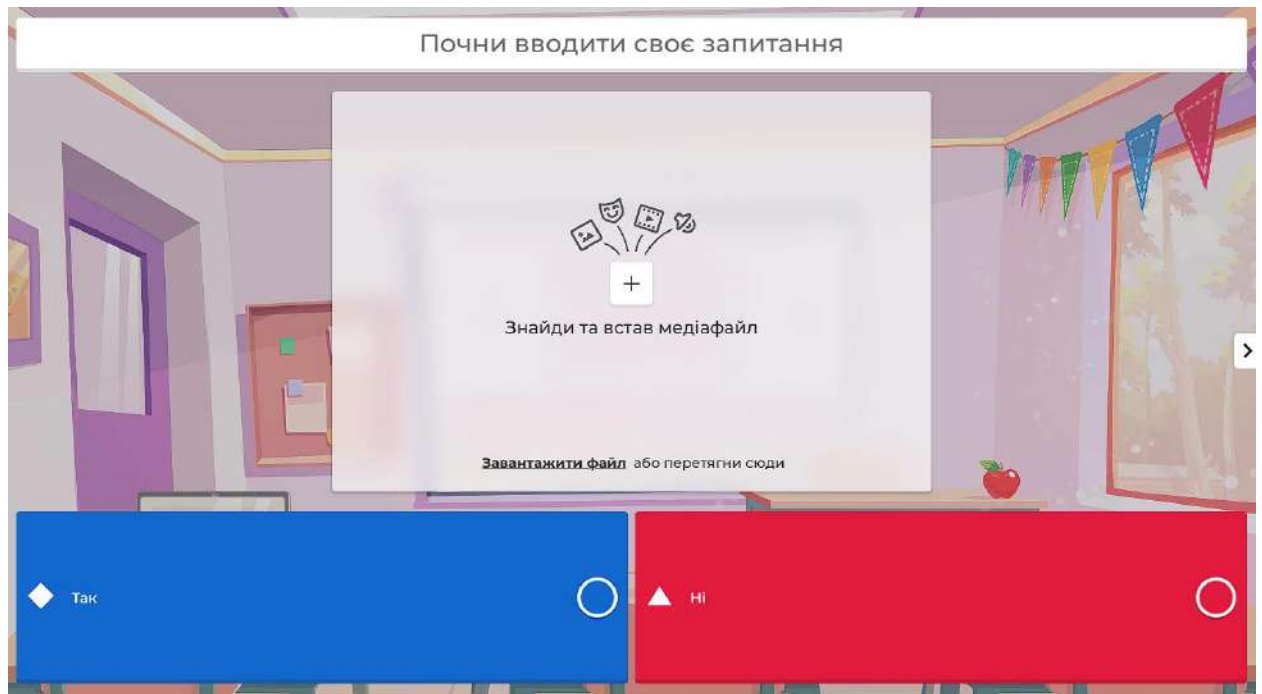 Почни вводити своє запитання
Знайди та встав медіафайл
Завантажити файл або перетягни сюди
Так
Ні